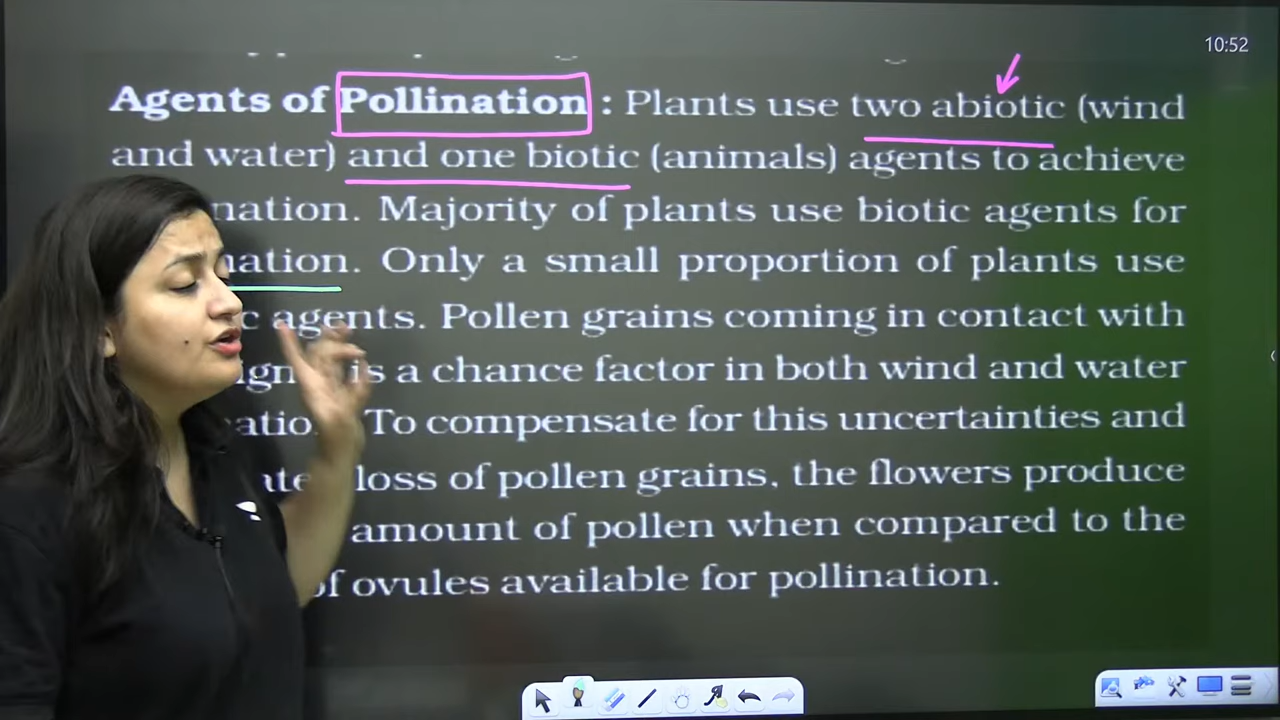 10:52
Agents of Pollination : Plants use two abiotic (wind
and water) and one biotic (animals) agents to achieve
nation. Majority of plants use biotic agents for
nation. Only a small proportion of plants use
c agents. Pollen grains coming in contact with
is a chance factor in both wind and water
To compensate for this uncertainties and
loss of pollen grains, the flowers produce
amount of pollen when compared to the
of ovules available for pollination.